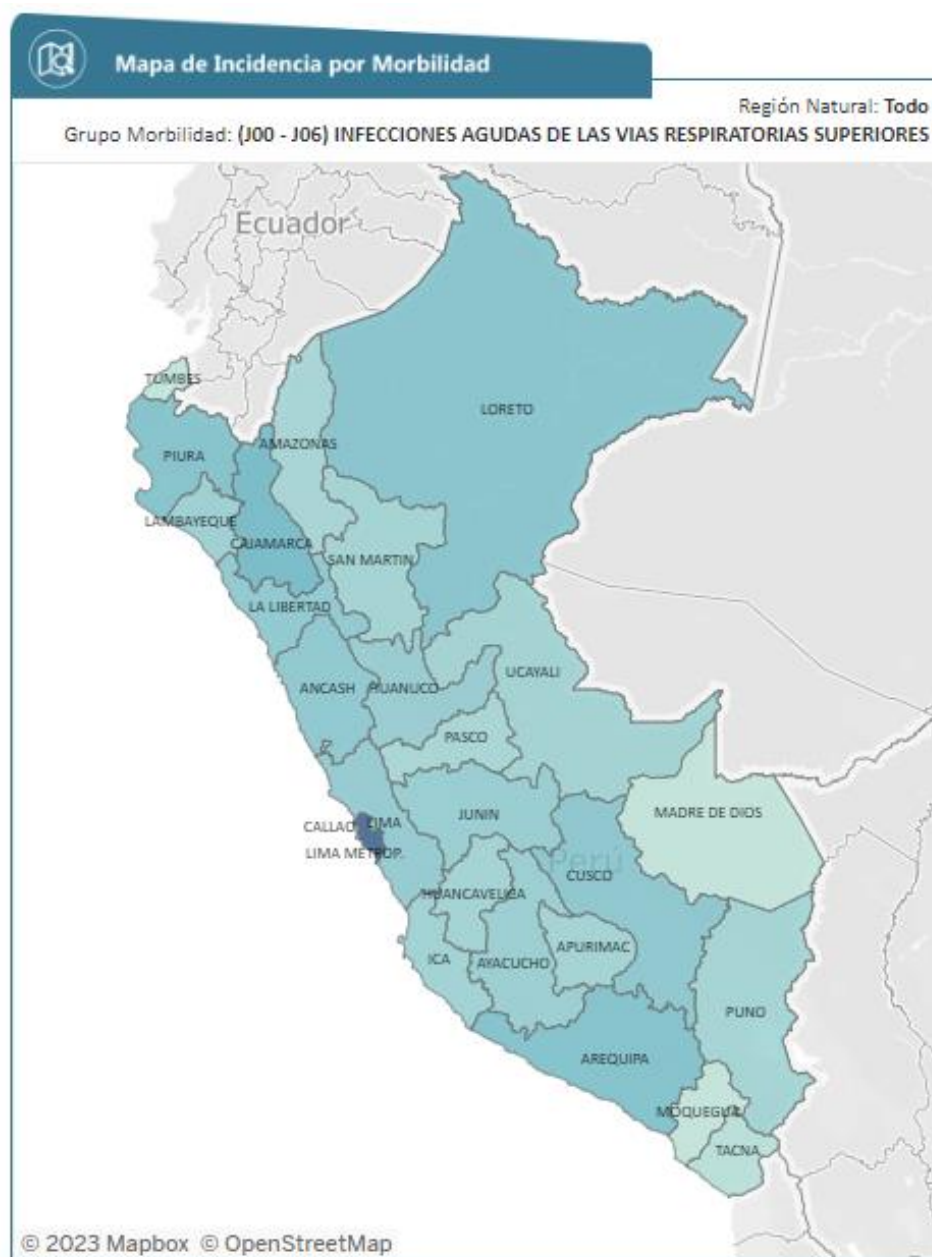 Mapa de Incidencia por Morbilidad
Región Natural: Todo
Grupo Morbilidad: (J00 - J06) INFECCIONES AGUDAS DE LAS VIAS RESPIRATORIAS SUPERIORES
Ecuador
TUMBES
LORETO
AMAZONAS
PIURA
LAMBAYEQUE
CAJAMARCA
SAN MARTIN
LA LIBERTAD
UCAYALI
ANCASH
HUANUCO
PASCO
MADRE DE DIOS
JUNIN
CALLAO
LIMA
LIMA METROP.
Perú
CUSCO
HUANCAVELICA
APURIMAC
ICA
AYACUCHO
PUNO
AREQUIPA
MOQUEGUA
TACNA
© 2023 Mapbox © OpenStreetMap